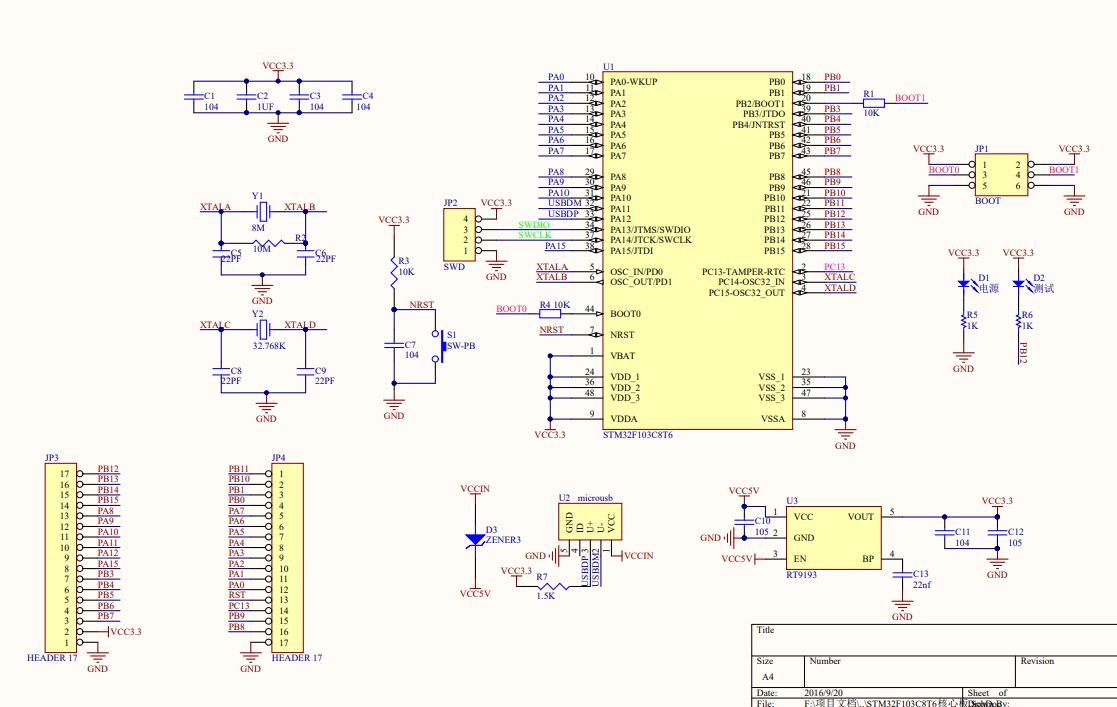 VCC3.3
C1
104
C2
1UF
C3
104
C4
104
GND
Y1
XTALA
XTALB
8M
R2
10M
C5
22PF
C6
22PF
GND
Y2
XTALC
XTALD
32.768K
C8
22PF
C9
22PF
GND
VCC3.3
R3
10K
NRST
C7
104
S1
SW-PB
GND
JP2
VCC3.3
4
3
2
1
SWD
GND
SWDIO
SWCLK
U1
PA0 10 PA0-WKUP
PA1 11 PA1
PA2 12 PA2
PA3 13 PA3
PA4 14 PA4
PA5 15 PA5
PA6 16 PA6
PA7 17 PA7
PA8 29 PA8
PA9 30 PA9
PA10 31 PA10
USBDM 32 PA11
USBDP 33 PA12
34 PA13/JTMS/SWDIO
37 PA14/JTCK/SWCLK
PA15 38 PA15/JTDI
XTALA 5 OSC_IN/PD0
XTALB 6 OSC_OUT/PD1
BOOT0 R4 10K 44 BOOT0
NRST 7 NRST
1 VBAT
24 VDD_1
36 VDD_2
48 VDD_3
9 VDDA
VCC3.3
STM32F103C8T6
PB0 18 PB0
PB1 19 PB1
PB2/BOOT1 20
PB3/JTDO 39 PB3
PB4/JNTRST 40 PB4
PB5 41 PB5
PB6 42 PB6
PB7 43 PB7
PB8 45 PB8
PB9 46 PB9
PB10 21 PB10
PB11 22 PB11
PB12 25 PB12
PB13 26 PB13
PB14 27 PB14
PB15 28 PB15
PC13-TAMPER-RTC 2 PC13
PC14-OSC32_IN 3 XTALC
PC15-OSC32_OUT 4 XTALD
VSS_1 23
VSS_2 35
VSS_3 47
VSSA 8
GND
R1
10K
BOOT1
JP1
VCC3.3
VCC3.3
1 2
BOOT0 3 4 BOOT1
5 6
BOOT
GND
GND
VCC3.3
VCC3.3
D1
电源
D2
测试
R5
1K
R6
1K
GND
PB12
JP3
17 PB12
16 PB13
15 PB14
14 PB15
13 PA8
12 PA9
11 PA10
10 PA11
9 PA12
8 PA15
7 PB3
6 PB4
5 PB5
4 PB6
3 PB7
2 VCC3.3
1
HEADER 17
GND
JP4
PB11 1
PB10 2
PB1 3
PB0 4
PA7 5
PA6 6
PA5 7
PA4 8
PA3 9
PA2 10
PA1 11
PA0 12
RST 13
PC13 14
PB9 15
PB8 16
17
GND
HEADER 17
VCCIN
D3
ZENER3
VCC5V
U2 microusb
GND
ID
U+
U-
VCC
5
4
3
1
GND
VCCIN
USBDP
USBDM2
VCC3.3
R7
1.5K
VCC5V
C10
105
GND
VCC5V
U3
1 VCC
2 GND
3 EN
VOUT 5
BP 4
RT9193
VCC3.3
C11
104
C12
105
GND
C13
22nf
GND
Title
Size
A4
Number
Revision
Date: 2016/9/20 Sheet of
File: F:\项目文档\..\STM32F103C8T6核心板